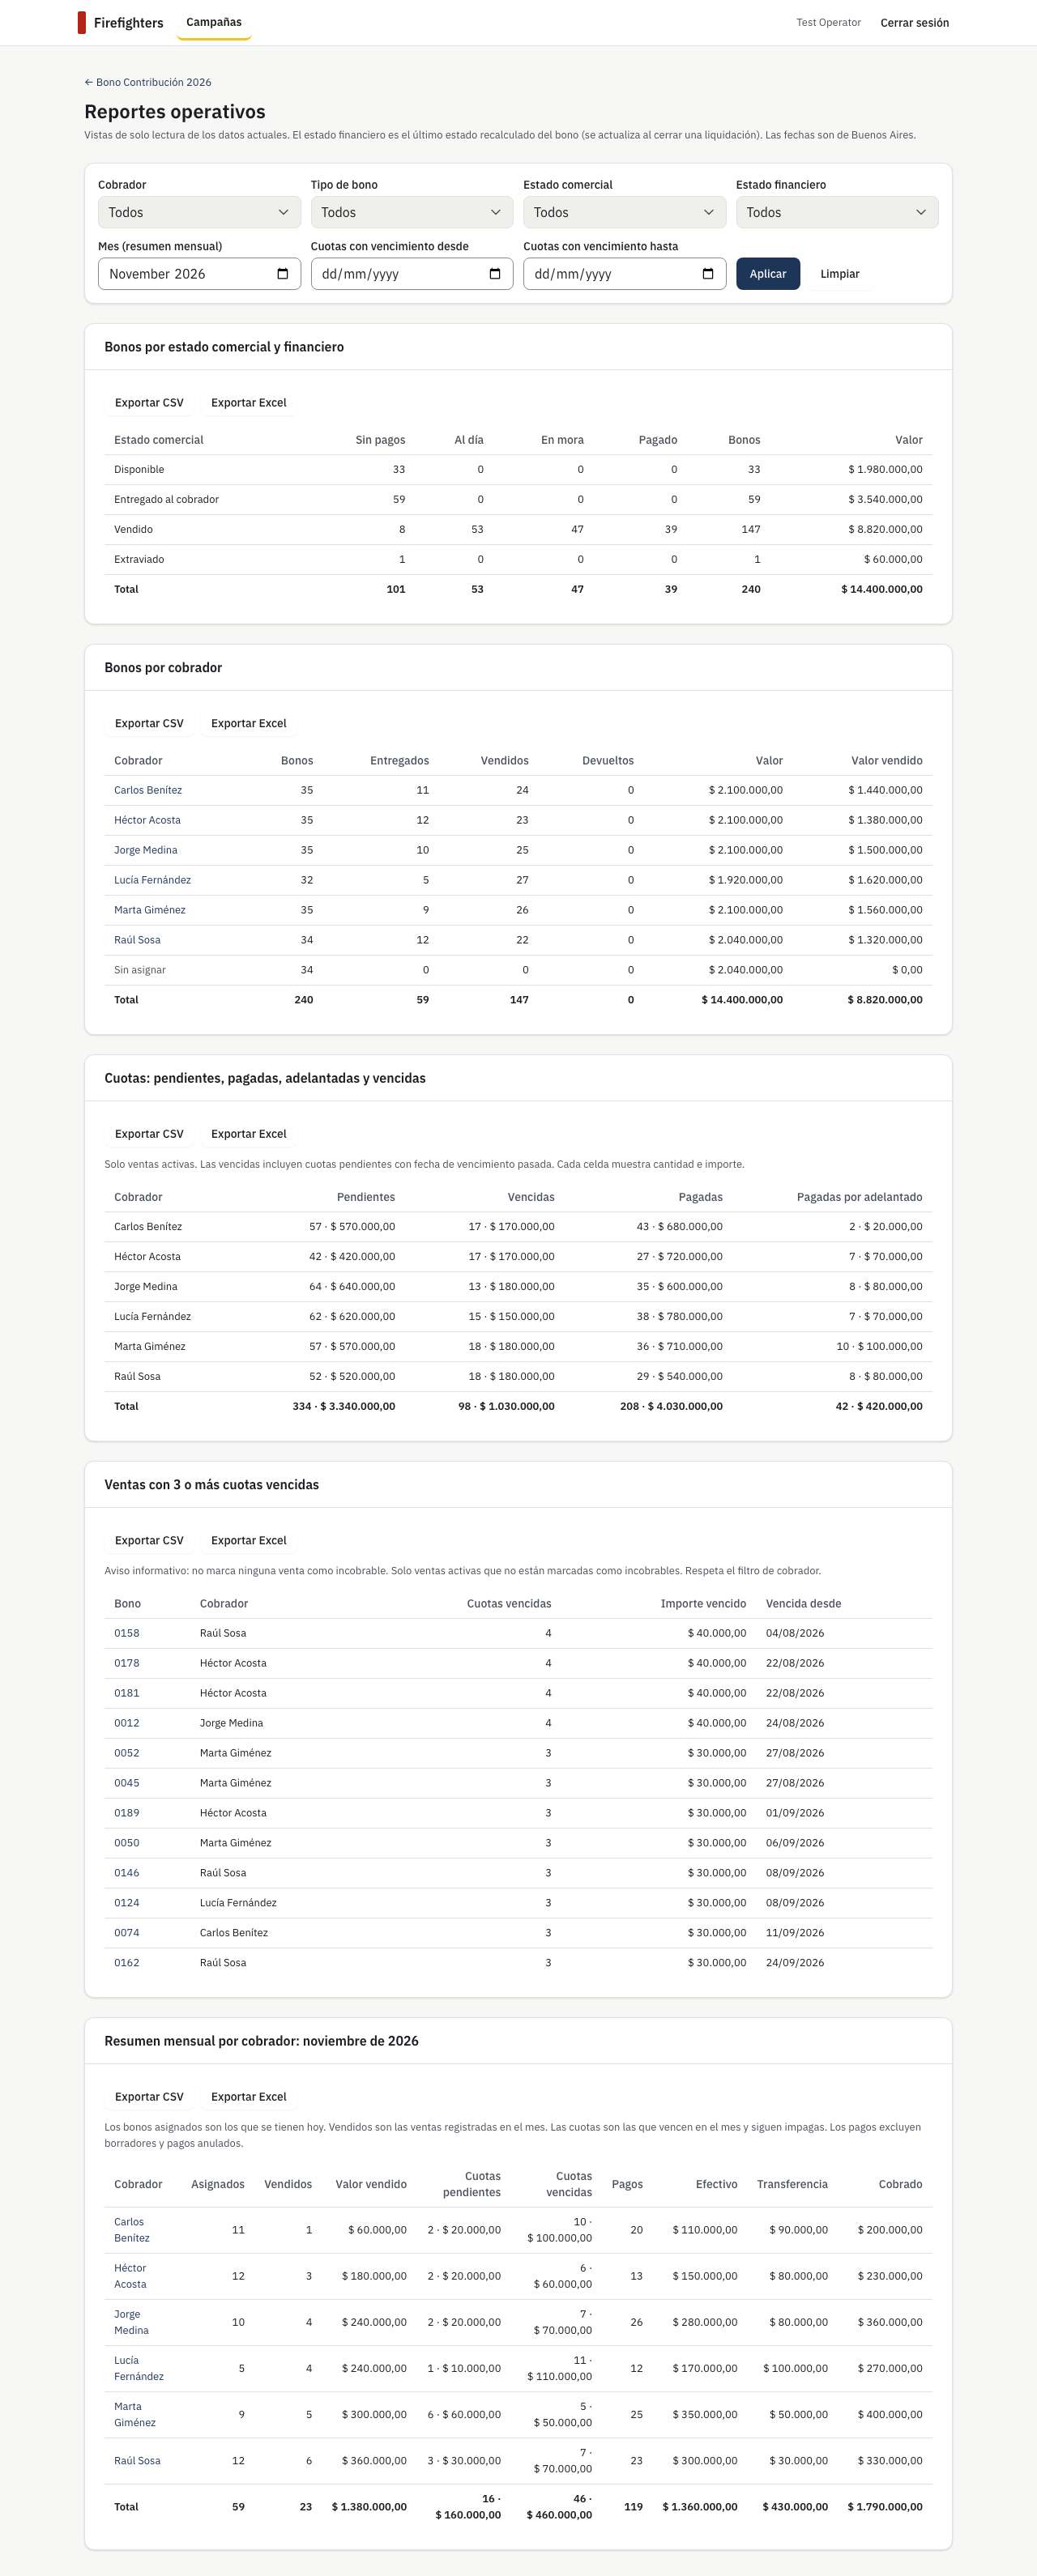 Firefighters Campañas Test Operator Cerrar sesión
← Bono Contribución 2026
Reportes operativos
Vistas de solo lectura de los datos actuales. El estado financiero es el último estado recalculado del bono (se actualiza al cerrar una liquidación). Las fechas son de Buenos Aires.
Cobrador Tipo de bono Estado comercial Estado financiero
Todos Todos Todos Todos
Mes (resumen mensual) Cuotas con vencimiento desde Cuotas con vencimiento hasta
November 2026 dd/mm/yyyy dd/mm/yyyy Aplicar Limpiar
Bonos por estado comercial y financiero
Exportar CSV Exportar Excel
Estado comercial Sin pagos Al día En mora Pagado Bonos Valor
Disponible 33 0 0 0 33 $ 1.980.000,00
Entregado al cobrador 59 0 0 0 59 $ 3.540.000,00
Vendido 8 53 47 39 147 $ 8.820.000,00
Extraviado 1 0 0 0 1 $ 60.000,00
Total 101 53 47 39 240 $ 14.400.000,00
Bonos por cobrador
Exportar CSV Exportar Excel
Cobrador Bonos Entregados Vendidos Devueltos Valor Valor vendido
Carlos Benítez 35 11 24 0 $ 2.100.000,00 $ 1.440.000,00
Héctor Acosta 35 12 23 0 $ 2.100.000,00 $ 1.380.000,00
Jorge Medina 35 10 25 0 $ 2.100.000,00 $ 1.500.000,00
Lucía Fernández 32 5 27 0 $ 1.920.000,00 $ 1.620.000,00
Marta Giménez 35 9 26 0 $ 2.100.000,00 $ 1.560.000,00
Raúl Sosa 34 12 22 0 $ 2.040.000,00 $ 1.320.000,00
Sin asignar 34 0 0 0 $ 2.040.000,00 $ 0,00
Total 240 59 147 0 $ 14.400.000,00 $ 8.820.000,00
Cuotas: pendientes, pagadas, adelantadas y vencidas
Exportar CSV Exportar Excel
Solo ventas activas. Las vencidas incluyen cuotas pendientes con fecha de vencimiento pasada. Cada celda muestra cantidad e importe.
Cobrador Pendientes Vencidas Pagadas Pagadas por adelantado
Carlos Benítez 57 · $ 570.000,00 17 · $ 170.000,00 43 · $ 680.000,00 2 · $ 20.000,00
Héctor Acosta 42 · $ 420.000,00 17 · $ 170.000,00 27 · $ 720.000,00 7 · $ 70.000,00
Jorge Medina 64 · $ 640.000,00 13 · $ 180.000,00 35 · $ 600.000,00 8 · $ 80.000,00
Lucía Fernández 62 · $ 620.000,00 15 · $ 150.000,00 38 · $ 780.000,00 7 · $ 70.000,00
Marta Giménez 57 · $ 570.000,00 18 · $ 180.000,00 36 · $ 710.000,00 10 · $ 100.000,00
Raúl Sosa 52 · $ 520.000,00 18 · $ 180.000,00 29 · $ 540.000,00 8 · $ 80.000,00
Total 334 · $ 3.340.000,00 98 · $ 1.030.000,00 208 · $ 4.030.000,00 42 · $ 420.000,00
Ventas con 3 o más cuotas vencidas
Exportar CSV Exportar Excel
Aviso informativo: no marca ninguna venta como incobrable. Solo ventas activas que no están marcadas como incobrables. Respeta el filtro de cobrador.
Bono Cobrador Cuotas vencidas Importe vencido Vencida desde
0158 Raúl Sosa 4 $ 40.000,00 04/08/2026
0178 Héctor Acosta 4 $ 40.000,00 22/08/2026
0181 Héctor Acosta 4 $ 40.000,00 22/08/2026
0012 Jorge Medina 4 $ 40.000,00 24/08/2026
0052 Marta Giménez 3 $ 30.000,00 27/08/2026
0045 Marta Giménez 3 $ 30.000,00 27/08/2026
0189 Héctor Acosta 3 $ 30.000,00 01/09/2026
0050 Marta Giménez 3 $ 30.000,00 06/09/2026
0146 Raúl Sosa 3 $ 30.000,00 08/09/2026
0124 Lucía Fernández 3 $ 30.000,00 08/09/2026
0074 Carlos Benítez 3 $ 30.000,00 11/09/2026
0162 Raúl Sosa 3 $ 30.000,00 24/09/2026
Resumen mensual por cobrador: noviembre de 2026
Exportar CSV Exportar Excel
Los bonos asignados son los que se tienen hoy. Vendidos son las ventas registradas en el mes. Las cuotas son las que vencen en el mes y siguen impagas. Los pagos excluyen
borradores y pagos anulados.
Cobrador Asignados Vendidos Valor vendido Cuotas pendientes Cuotas vencidas Pagos Efectivo Transferencia Cobrado
Carlos Benítez 11 1 $ 60.000,00 2 · $ 20.000,00 10 · $ 100.000,00 20 $ 110.000,00 $ 90.000,00 $ 200.000,00
Héctor Acosta 12 3 $ 180.000,00 2 · $ 20.000,00 6 · $ 60.000,00 13 $ 150.000,00 $ 80.000,00 $ 230.000,00
Jorge Medina 10 4 $ 240.000,00 2 · $ 20.000,00 7 · $ 70.000,00 26 $ 280.000,00 $ 80.000,00 $ 360.000,00
Lucía Fernández 5 4 $ 240.000,00 1 · $ 10.000,00 11 · $ 110.000,00 12 $ 170.000,00 $ 100.000,00 $ 270.000,00
Marta Giménez 9 5 $ 300.000,00 6 · $ 60.000,00 5 · $ 50.000,00 25 $ 350.000,00 $ 50.000,00 $ 400.000,00
Raúl Sosa 12 6 $ 360.000,00 3 · $ 30.000,00 7 · $ 70.000,00 23 $ 300.000,00 $ 30.000,00 $ 330.000,00
Total 59 23 $ 1.380.000,00 16 · $ 160.000,00 46 · $ 460.000,00 119 $ 1.360.000,00 $ 430.000,00 $ 1.790.000,00